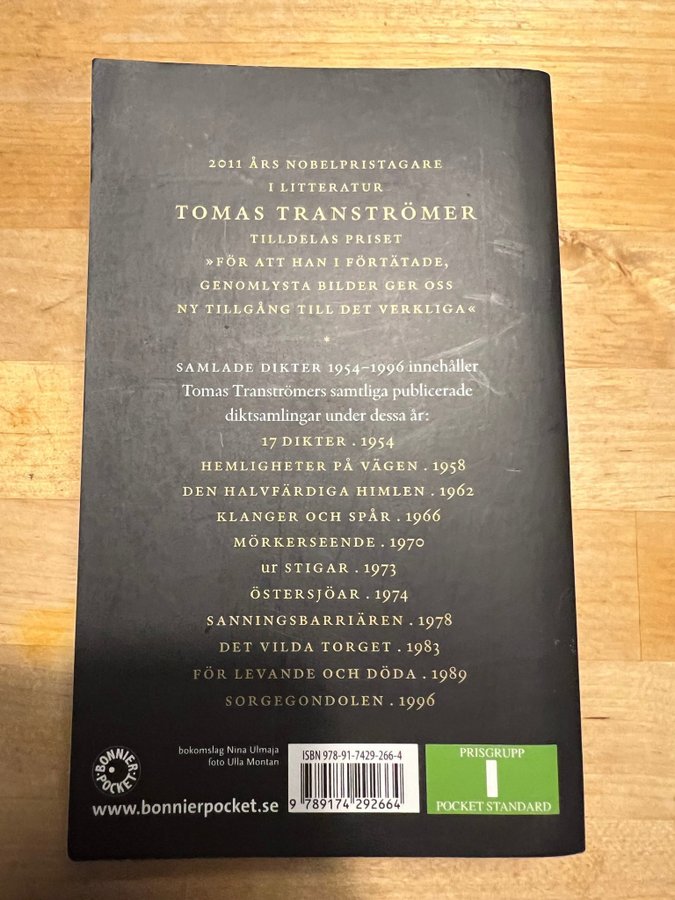 2011 ÅRS NOBELPRISTAGARE
I LITTERATUR
TOMAS TRANSTRÖMER
TILLDELAS PRISET
»FÖR ATT HAN I FÖRTÄTADE,
GENOMLYSTA BILDER GER OSS
NY TILLGÅNG TILL DET VERKLIGA«
*
SAMLADE DIKTER 1954–1996 innehåller
Tomas Tranströmers samtliga publicerade
diktsamlingar under dessa år:
17 DIKTER . 1954
HEMLIGHETER PÅ VÄGEN . 1958
DEN HALVFÄRDIGA HIMLEN . 1962
KLANGER OCH SPÅR . 1966
MÖRKERSEENDE . 1970
ur STIGAR . 1973
ÖSTERSJÖAR . 1974
SANNINGSBARRIÄREN . 1978
DET VILDA TORGET . 1983
FÖR LEVANDE OCH DÖDA . 1989
SORGEGONDOLEN . 1996
BONNIER POCKET
www.bonnierpocket.se
bokomslag Nina Ulmaja
foto Ulla Montan
ISBN 978-91-7429-266-4
9 789174 292664
PRISGRUPP
1
POCKET STANDARD